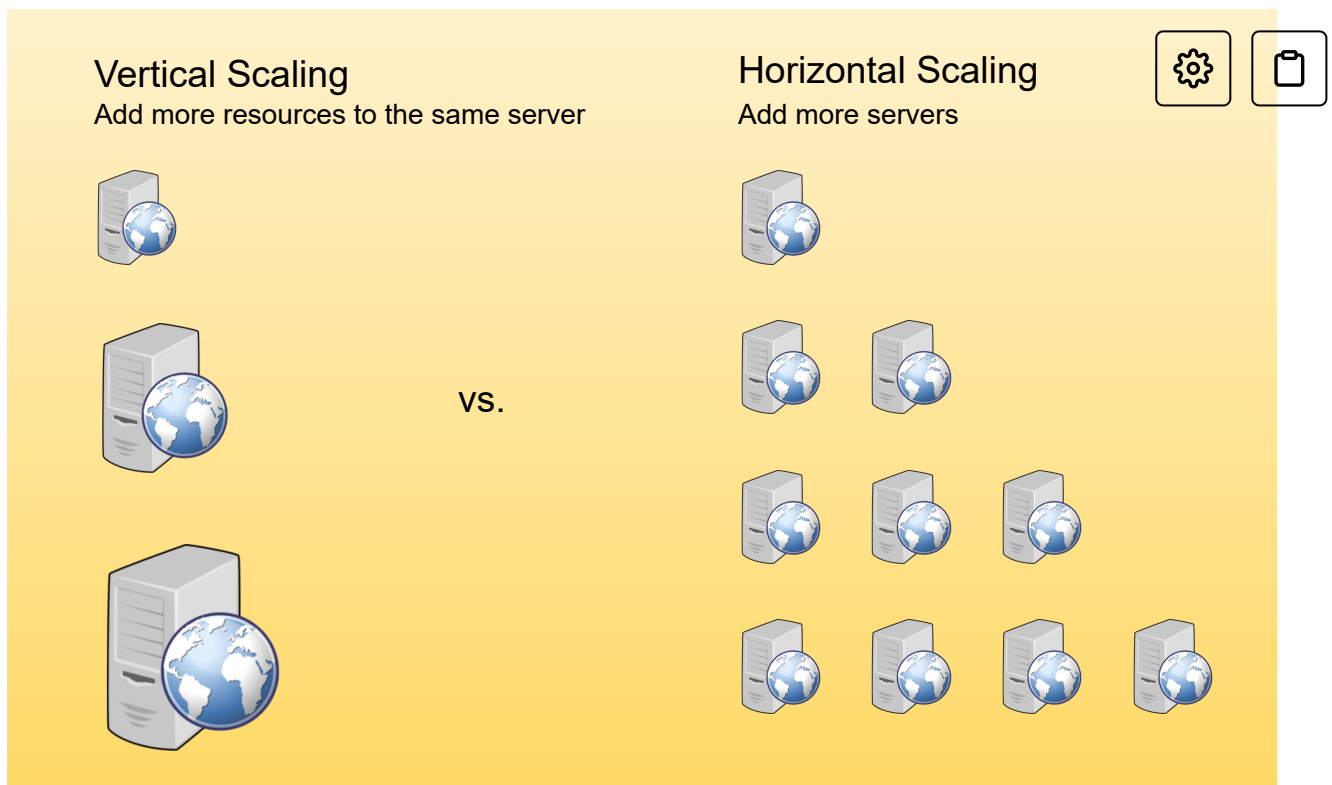 Vertical Scaling
Add more resources to the same server
Horizontal Scaling
Add more servers
vs.